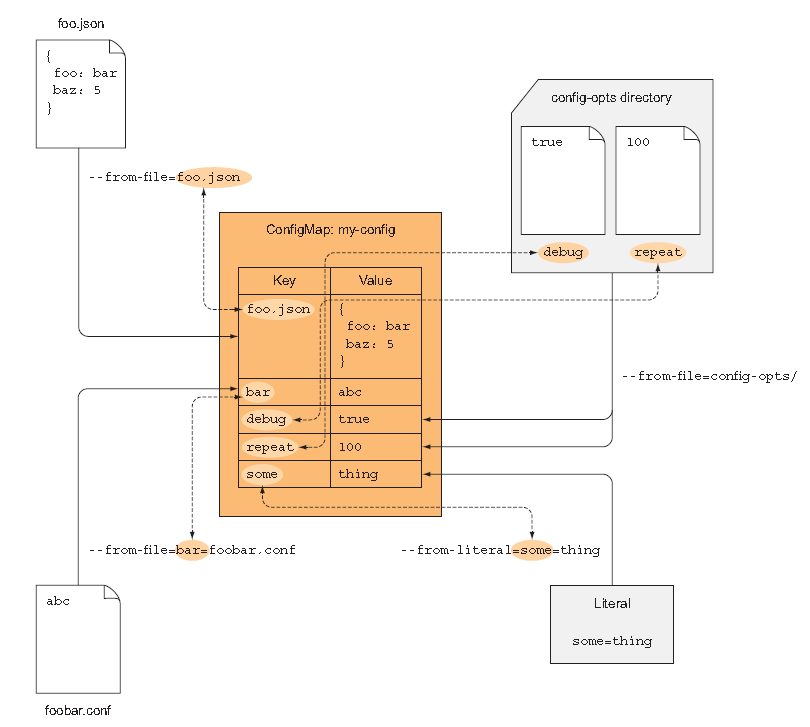 foo.json
{
foo: bar
baz: 5
}
--from-file=foo.json
config-opts directory
true
100
debug
repeat
ConfigMap: my-config
Key
Value
foo.json
{
foo: bar
baz: 5
}
bar
abc
debug
true
repeat
100
some
thing
--from-file=config-opts/
--from-file=bar=foobar.conf
--from-literal=some=thing
abc
foobar.conf
Literal
some=thing